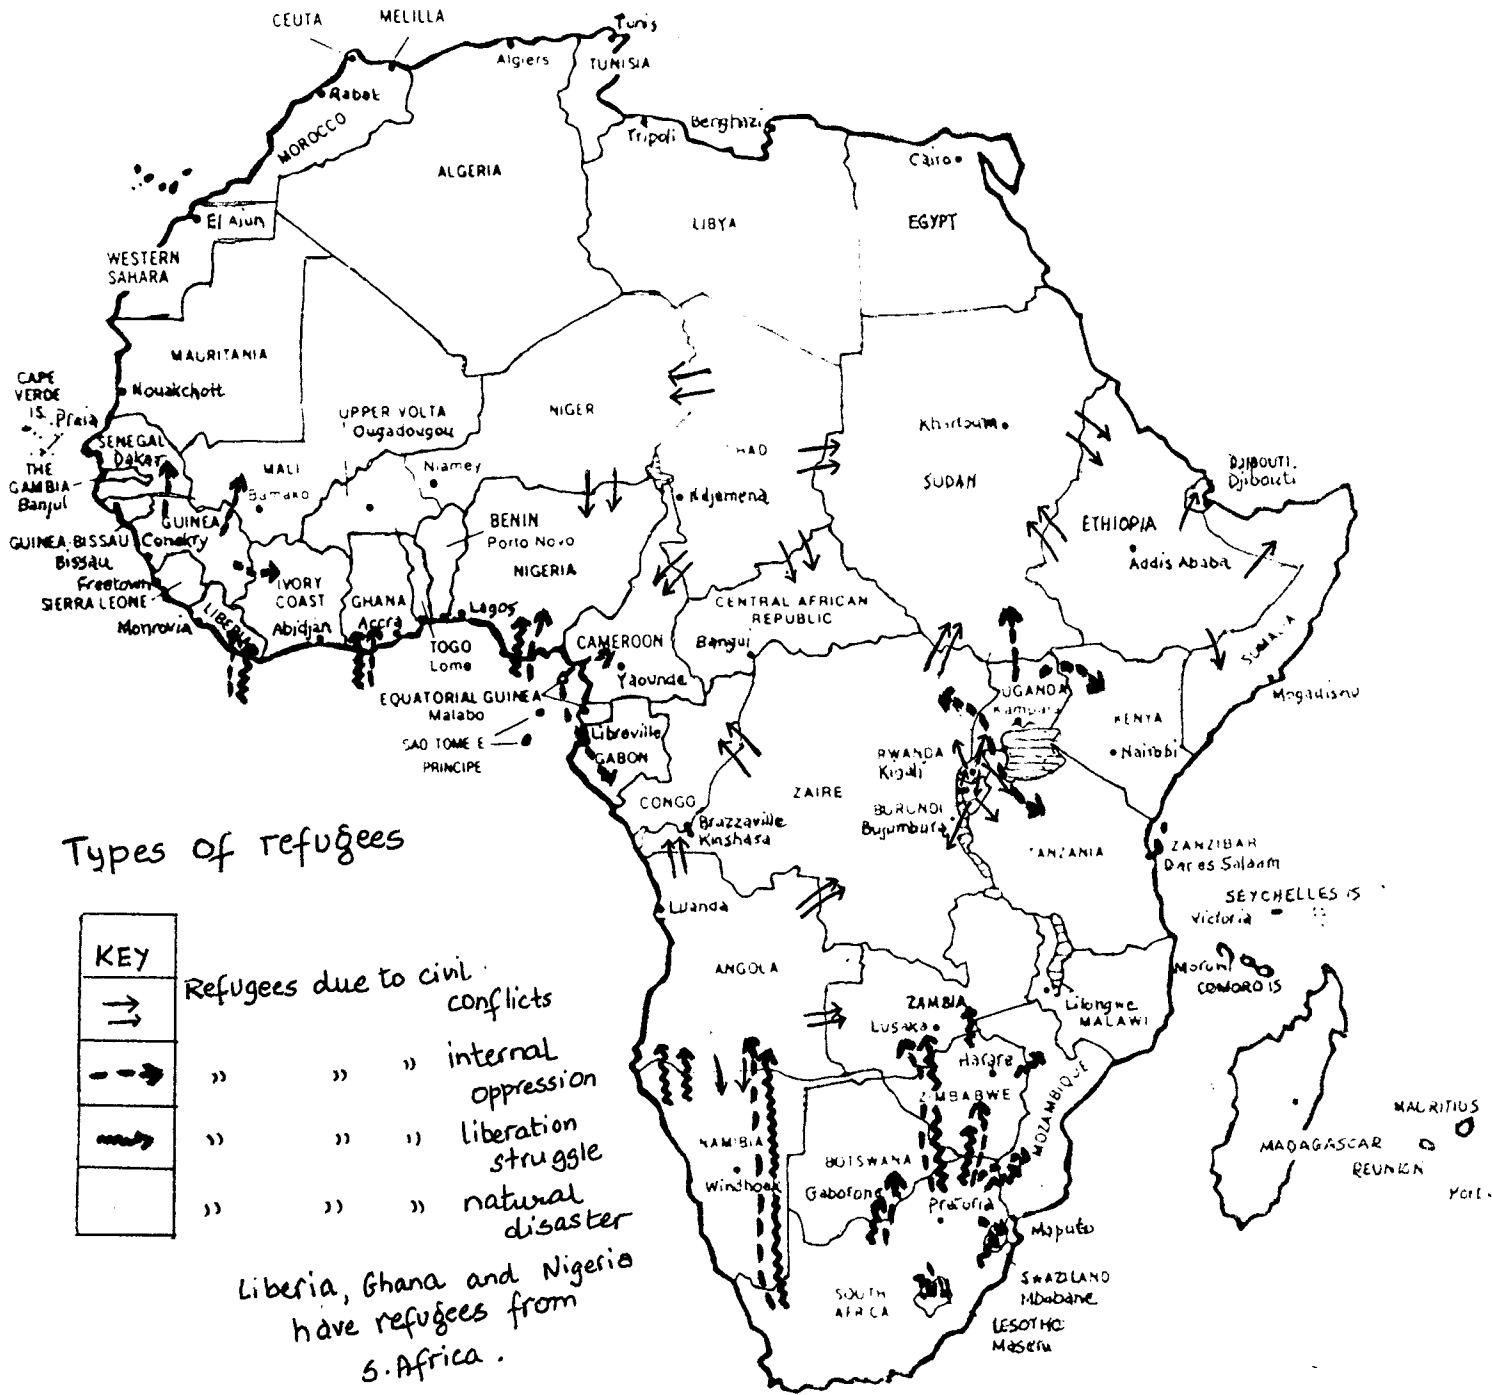 CEUTA
MELILLA
Tunis
Algiers
TUNISIA
Rabat
MOROCCO
Tripoli
Benghazi
Cairo
ALGERIA
El Aiun
LIBYA
EGYPT
WESTERN
SAHARA
MAURITANIA
CAPE
VERDE
IS.
Praia
Nouakchott
UPPER VOLTA
Ougadougou
NIGER
Khartoum
SENEGAL
Dakar
THE
GAMBIA
Banjul
MALI
Bamako
Niamey
HAD
Ndjamena
SUDAN
DJIBOUTI.
Djibouti
GUINEA
BENIN
Porto Novo
ETHIOPIA
GUINEA-BISSAU
Bissau
Conakry
Addis Ababa
NIGERIA
Freetown
SIERRA LEONE
IVORY
COAST
GHANA
Accra
Lagos
CENTRAL AFRICAN
REPUBLIC
Monrovia
LIBERIA
Abidjan
TOGO
Lome
CAMEROON
Bangui
SOMALIA
Yaounde
EQUATORIAL GUINEA
Malabo
UGANDA
Kampala
Mogadishu
KENYA
SAO TOME E
PRINCIPE
Libreville
GABON
Nairobi
RWANDA
Kigali
CONGO
ZAIRE
BURUNDI
Bujumbura
Brazzaville
Kinshasa
TANZANIA
ZANZIBAR
Dar es Salaam
Types of refugees
Luanda
SEYCHELLES IS
Victoria
KEY
Refugees due to civil
conflicts
ANGOLA
Moroni
COMORO IS
ZAMBIA
Lusaka
Lilongwe
MALAWI
" " " internal
oppression
Harare
ZIMBABWE
MOZAMBIQUE
MAURITIUS
" " " liberation
struggle
NAMIBIA
Windhoek
BOTSWANA
Gaborone
MADAGASCAR
REUNION
Port.
" " " natural
disaster
Pretoria
Maputo
Liberia, Ghana and Nigeria
have refugees from
S. Africa.
SOUTH
AFRICA
SWAZILAND
Mbabane
LESOTHO
Maseru